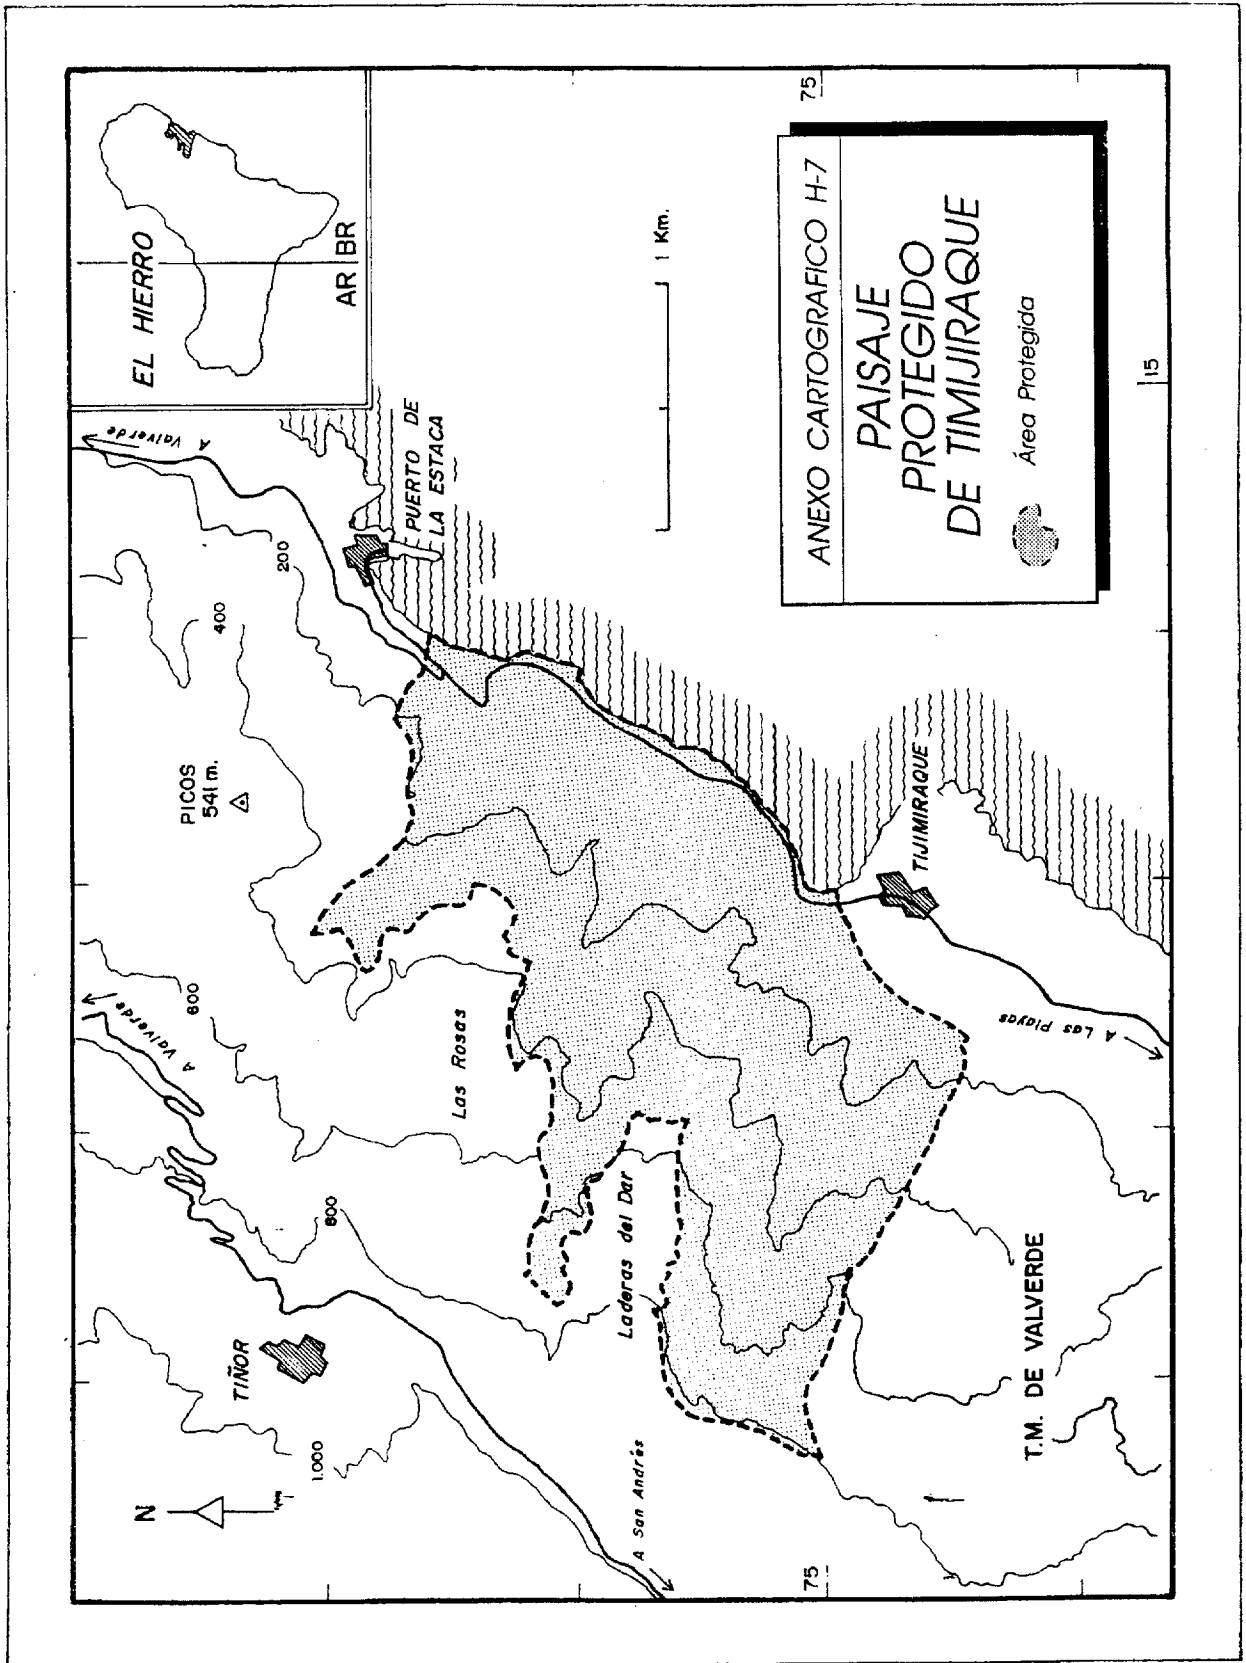 EL HIERRO
AR
BR
A Valverde
PUERTO DE
LA ESTACA
200
400
PICOS
541 m.
600
A Valverde
Las Rosas
800
TIÑOR
1.000
N
Laderas del Dar
A San Andrés
TIJIMIRAQUE
A Las Playas
T.M. DE VALVERDE
1 Km.
75
75
15
ANEXO CARTOGRAFICO H-7
PAISAJE
PROTEGIDO
DE TIMIJIRAQUE
Área Protegida